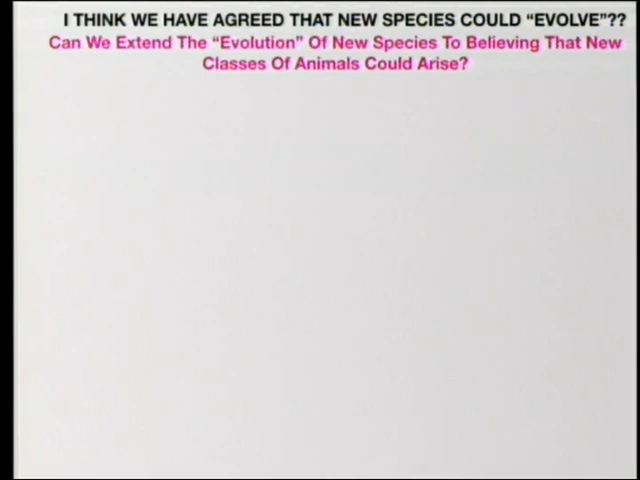 I THINK WE HAVE AGREED THAT NEW SPECIES COULD “EVOLVE”??
Can We Extend The “Evolution” Of New Species To Believing That New
Classes Of Animals Could Arise?